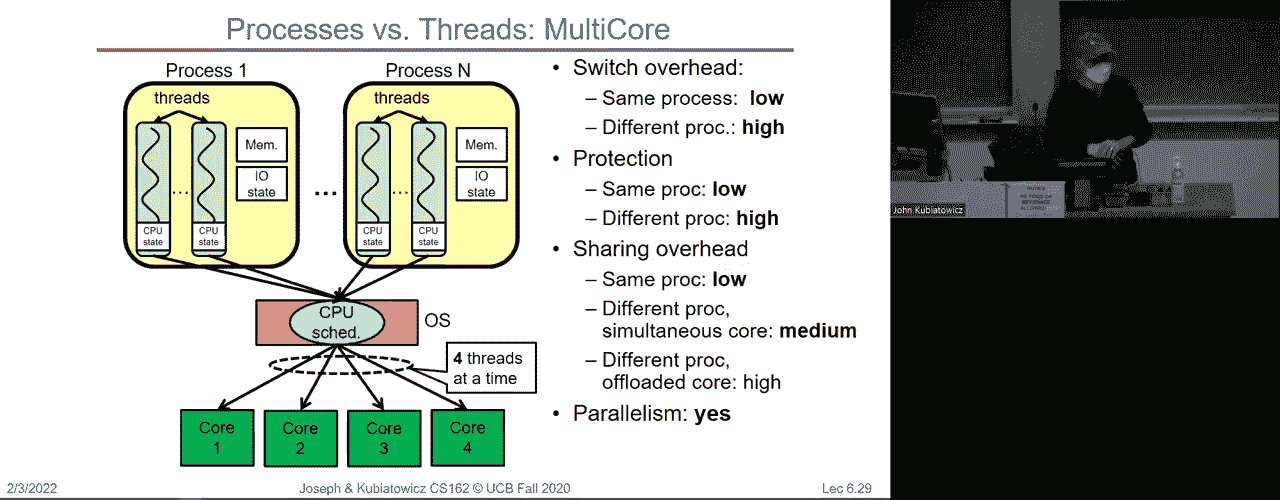 Processes vs. Threads: MultiCore
Process 1
Process N
threads
threads
Mem.
IO
state
CPU
state
CPU
state
...
...
Mem.
IO
state
CPU
state
CPU
state
...
CPU
sched.
OS
4 threads
at a time
Core
1
Core
2
Core
3
Core
4
• Switch overhead:
– Same process: low
– Different proc.: high
• Protection
– Same proc: low
– Different proc: high
• Sharing overhead
– Same proc: low
– Different proc,
simultaneous core: medium
– Different proc,
offloaded core: high
• Parallelism: yes
2/3/2022
Joseph & Kubiatowicz CS162 © UCB Fall 2020
Lec 6.29
John Kubiatowicz